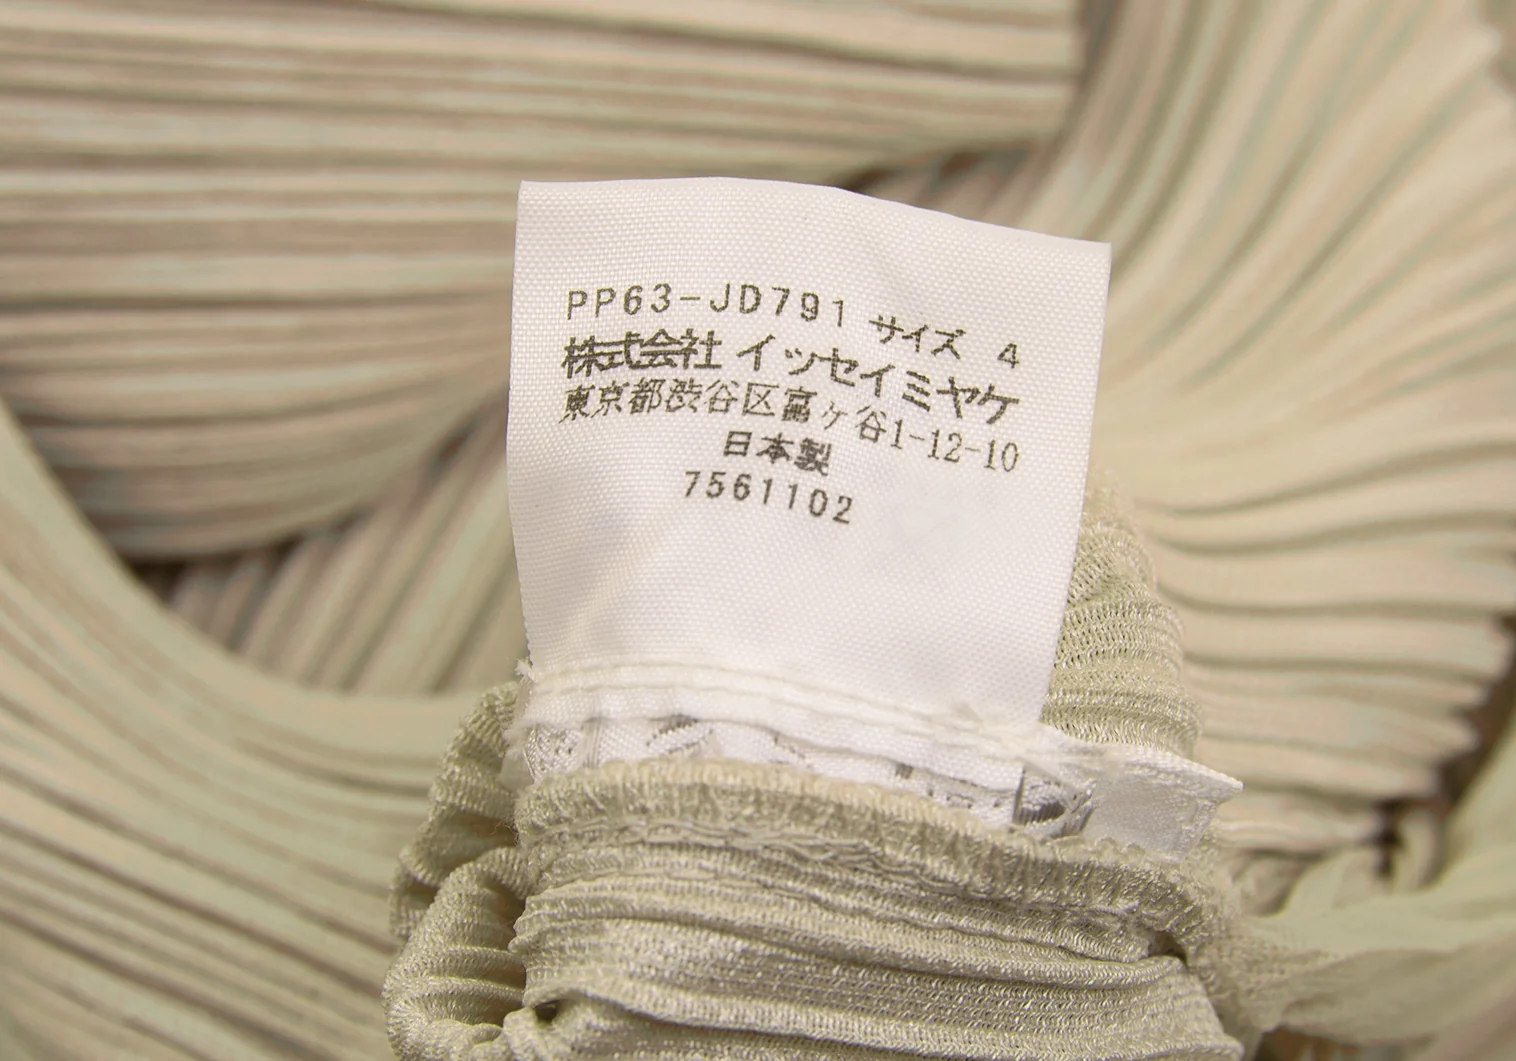 PP63-JD791 サイズ 4
株式会社 イッセイミヤケ
東京都渋谷区富ヶ谷1-12-10
日本製
7561102